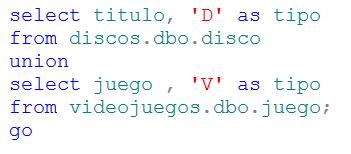 select titulo, 'D' as tipo
from discos.dbo.disco
union
select juego , 'V' as tipo
from videojuegos.dbo.juego;
go